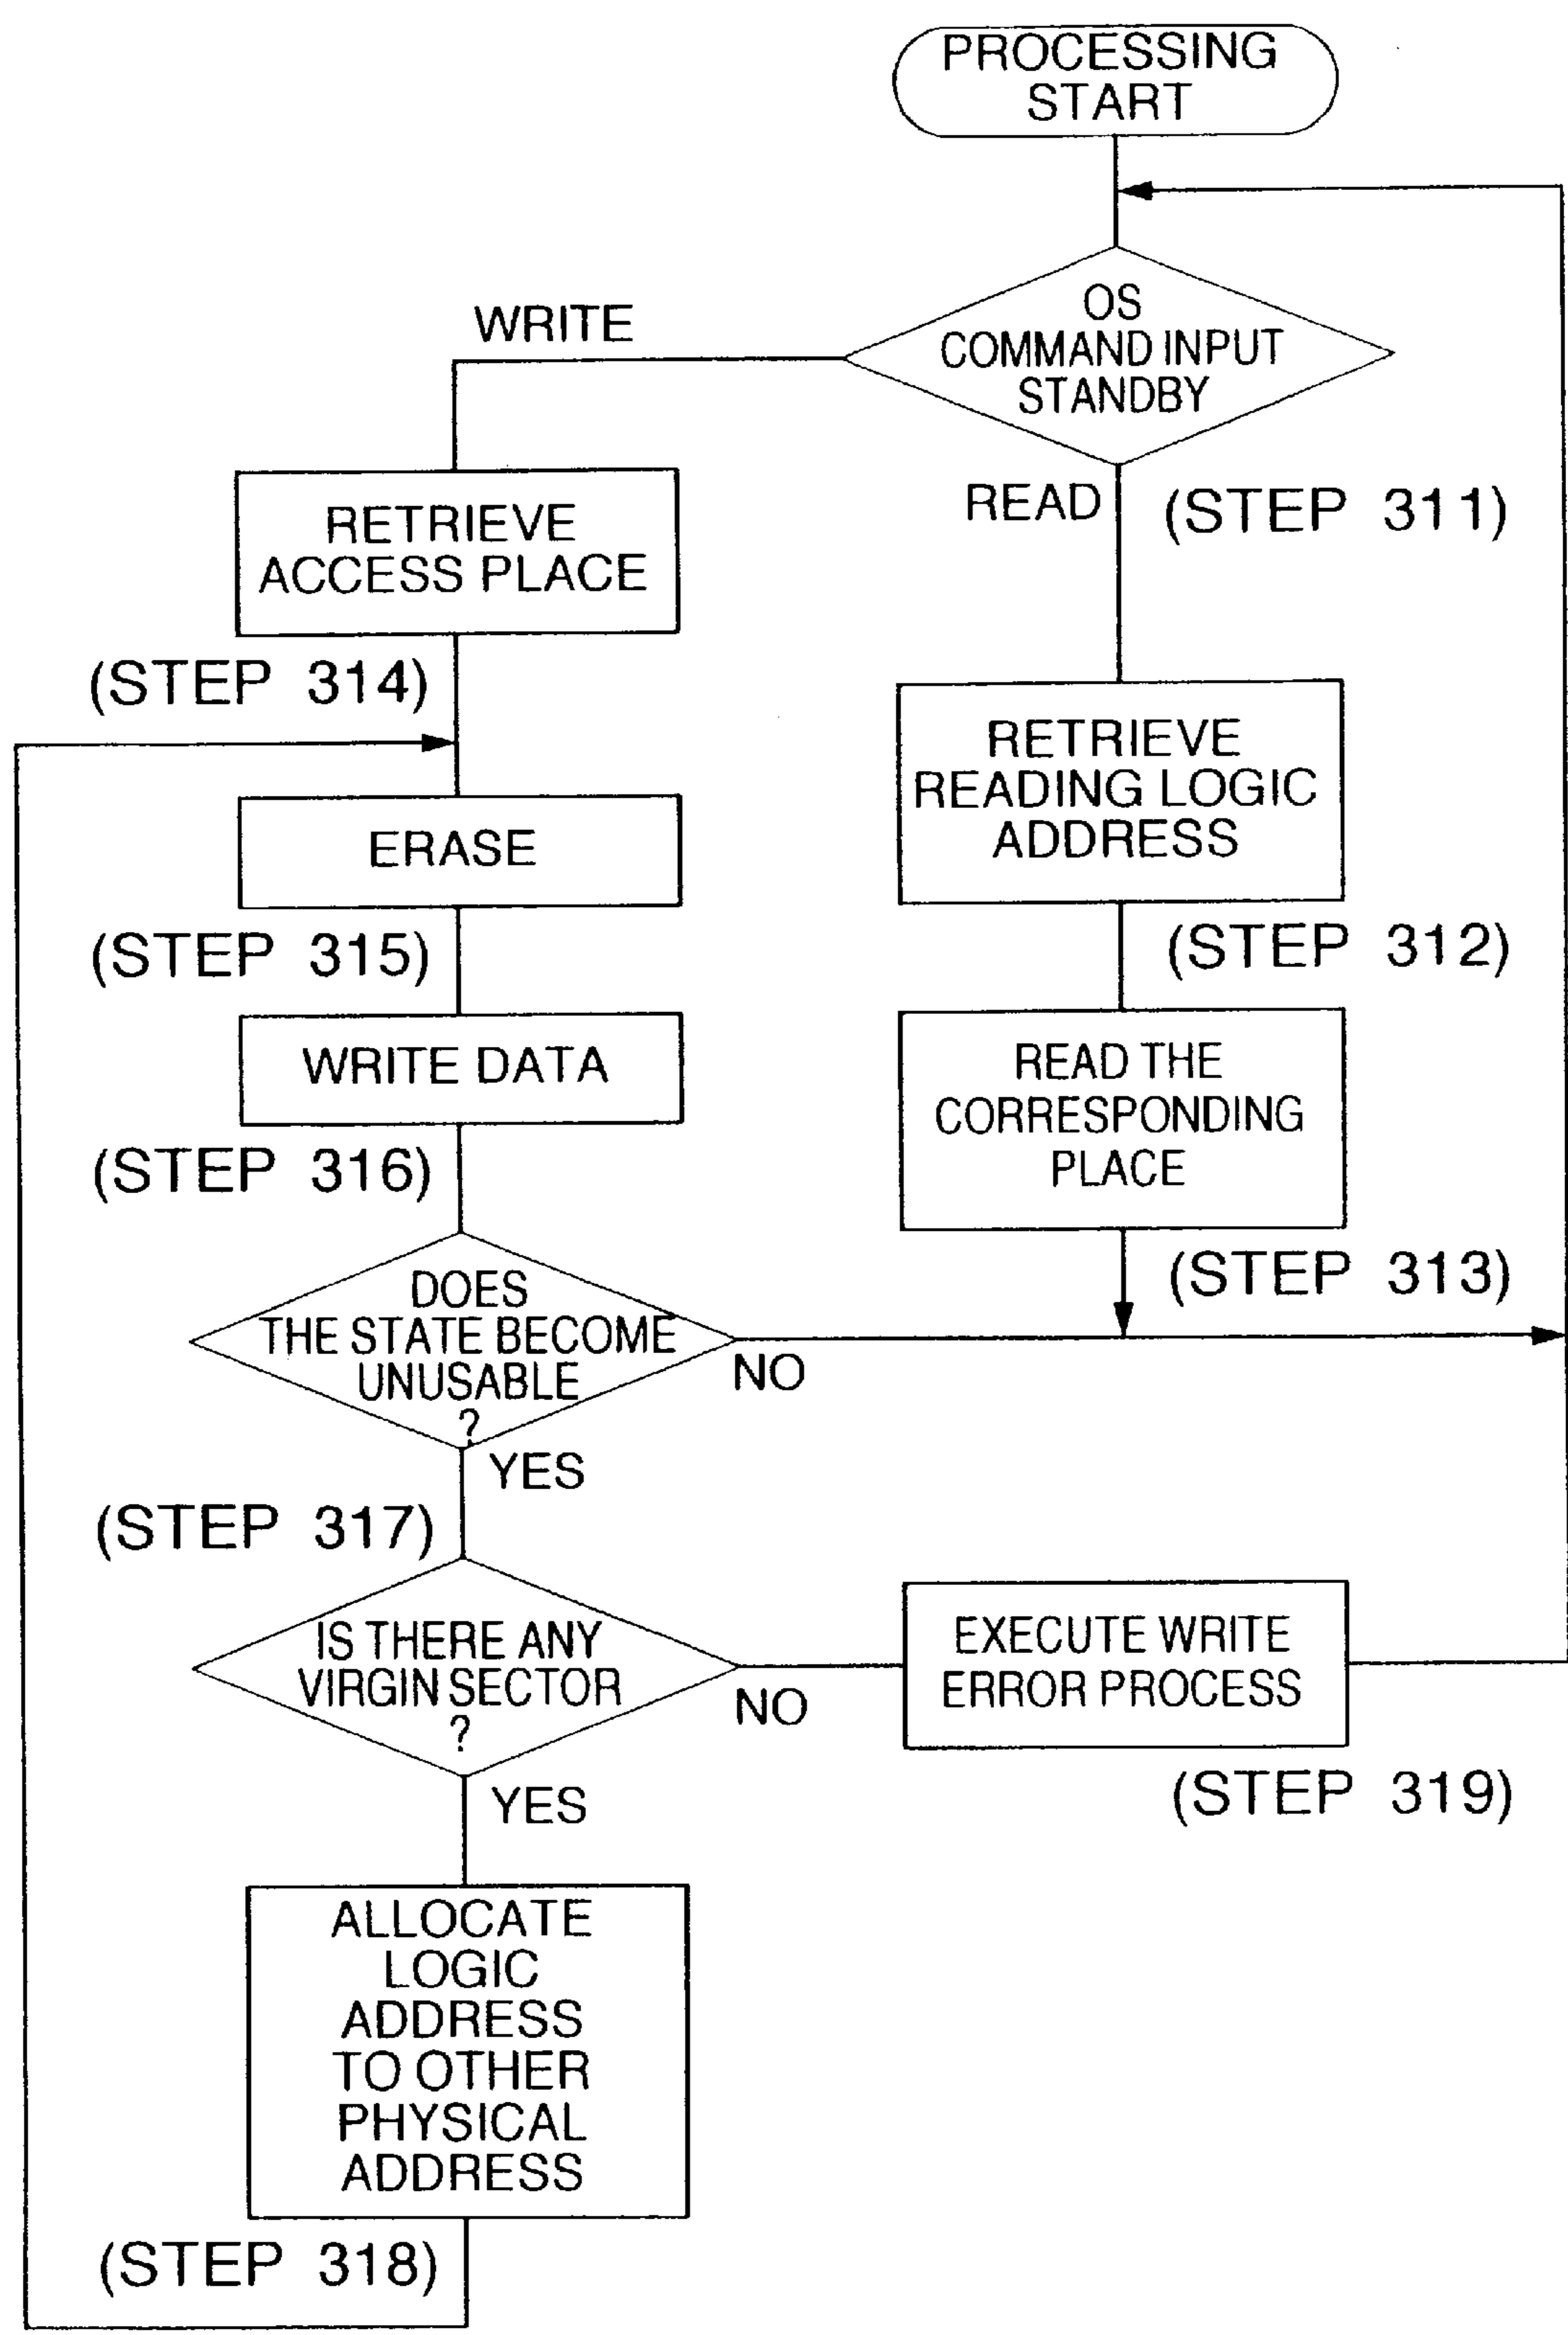 PROCESSING
START
OS
COMMAND INPUT
STANDBY
WRITE
READ
(STEP 311)
RETRIEVE
ACCESS PLACE
(STEP 314)
RETRIEVE
READING LOGIC
ADDRESS
(STEP 312)
ERASE
(STEP 315)
WRITE DATA
(STEP 316)
READ THE
CORRESPONDING
PLACE
(STEP 313)
DOES
THE STATE BECOME
UNUSABLE
?
NO
YES
(STEP 317)
IS THERE ANY
VIRGIN SECTOR
?
NO
YES
EXECUTE WRITE
ERROR PROCESS
(STEP 319)
ALLOCATE
LOGIC
ADDRESS
TO OTHER
PHYSICAL
ADDRESS
(STEP 318)